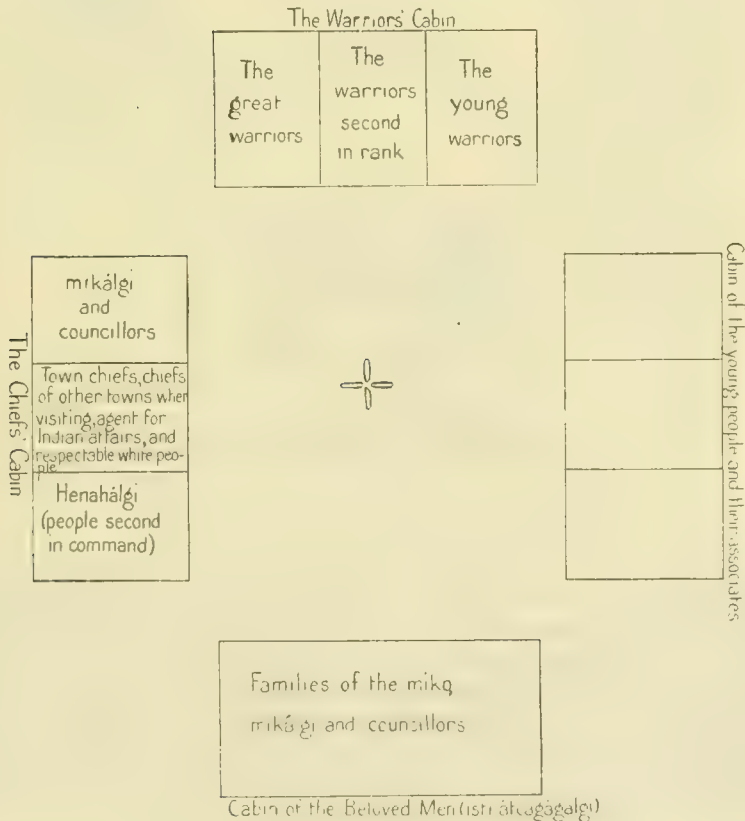 The Warriors' Cabin
The
great
warriors
The
warriors
second
in rank
The
young
warriors
The Chiefs' Cabin
mikálgi
and
councillors
Town chiefs, chiefs
of other towns when
visiting, agent for
Indian affairs, and
respectable white peo-
ple
Henahálgi
(people second
in command)
Cabin of the young people and their associates
Families of the miko,
mikálgi and councillors
Cabin of the Beloved Men (isti